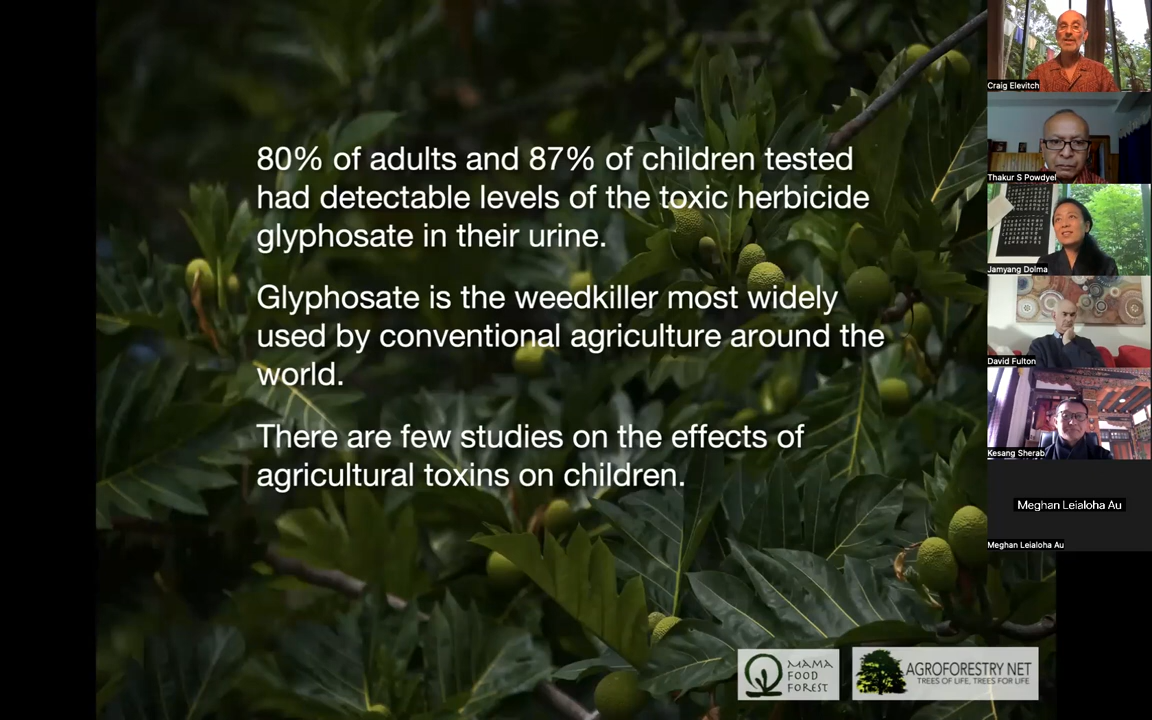 80% of adults and 87% of children tested
had detectable levels of the toxic herbicide
glyphosate in their urine.
Glyphosate is the weedkiller most widely
used by conventional agriculture around the
world.
There are few studies on the effects of
agricultural toxins on children.
MAMA
FOOD
FOREST
AGROFORESTRY NET
TREES OF LIFE, TREES FOR LIFE
Craig Elevitch
Thakur S Powdyel
Jamyang Dolma
David Fulton
Kesang Sherab
Meghan Leialoha Au
Meghan Leialoha Au